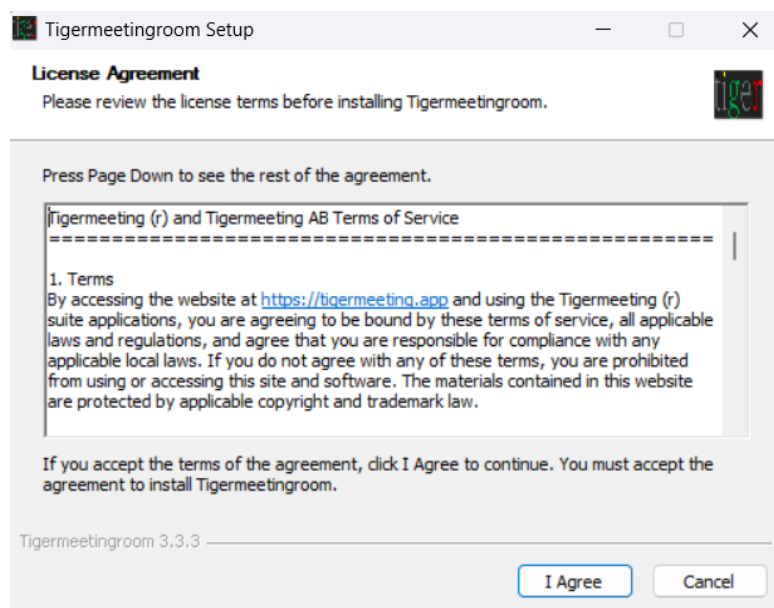 tiger
Tigermeetingroom Setup
License Agreement
Please review the license terms before installing Tigermeetingroom.
tiger
Press Page Down to see the rest of the agreement.
Tigermeeting (r) and Tigermeeting AB Terms of Service
=====================================================
1. Terms
By accessing the website at https://tigermeeting.app and using the Tigermeeting (r)
suite applications, you are agreeing to be bound by these terms of service, all applicable
laws and regulations, and agree that you are responsible for compliance with any
applicable local laws. If you do not agree with any of these terms, you are prohibited
from using or accessing this site and software. The materials contained in this website
are protected by applicable copyright and trademark law.
If you accept the terms of the agreement, click I Agree to continue. You must accept the
agreement to install Tigermeetingroom.
Tigermeetingroom 3.3.3
I Agree
Cancel